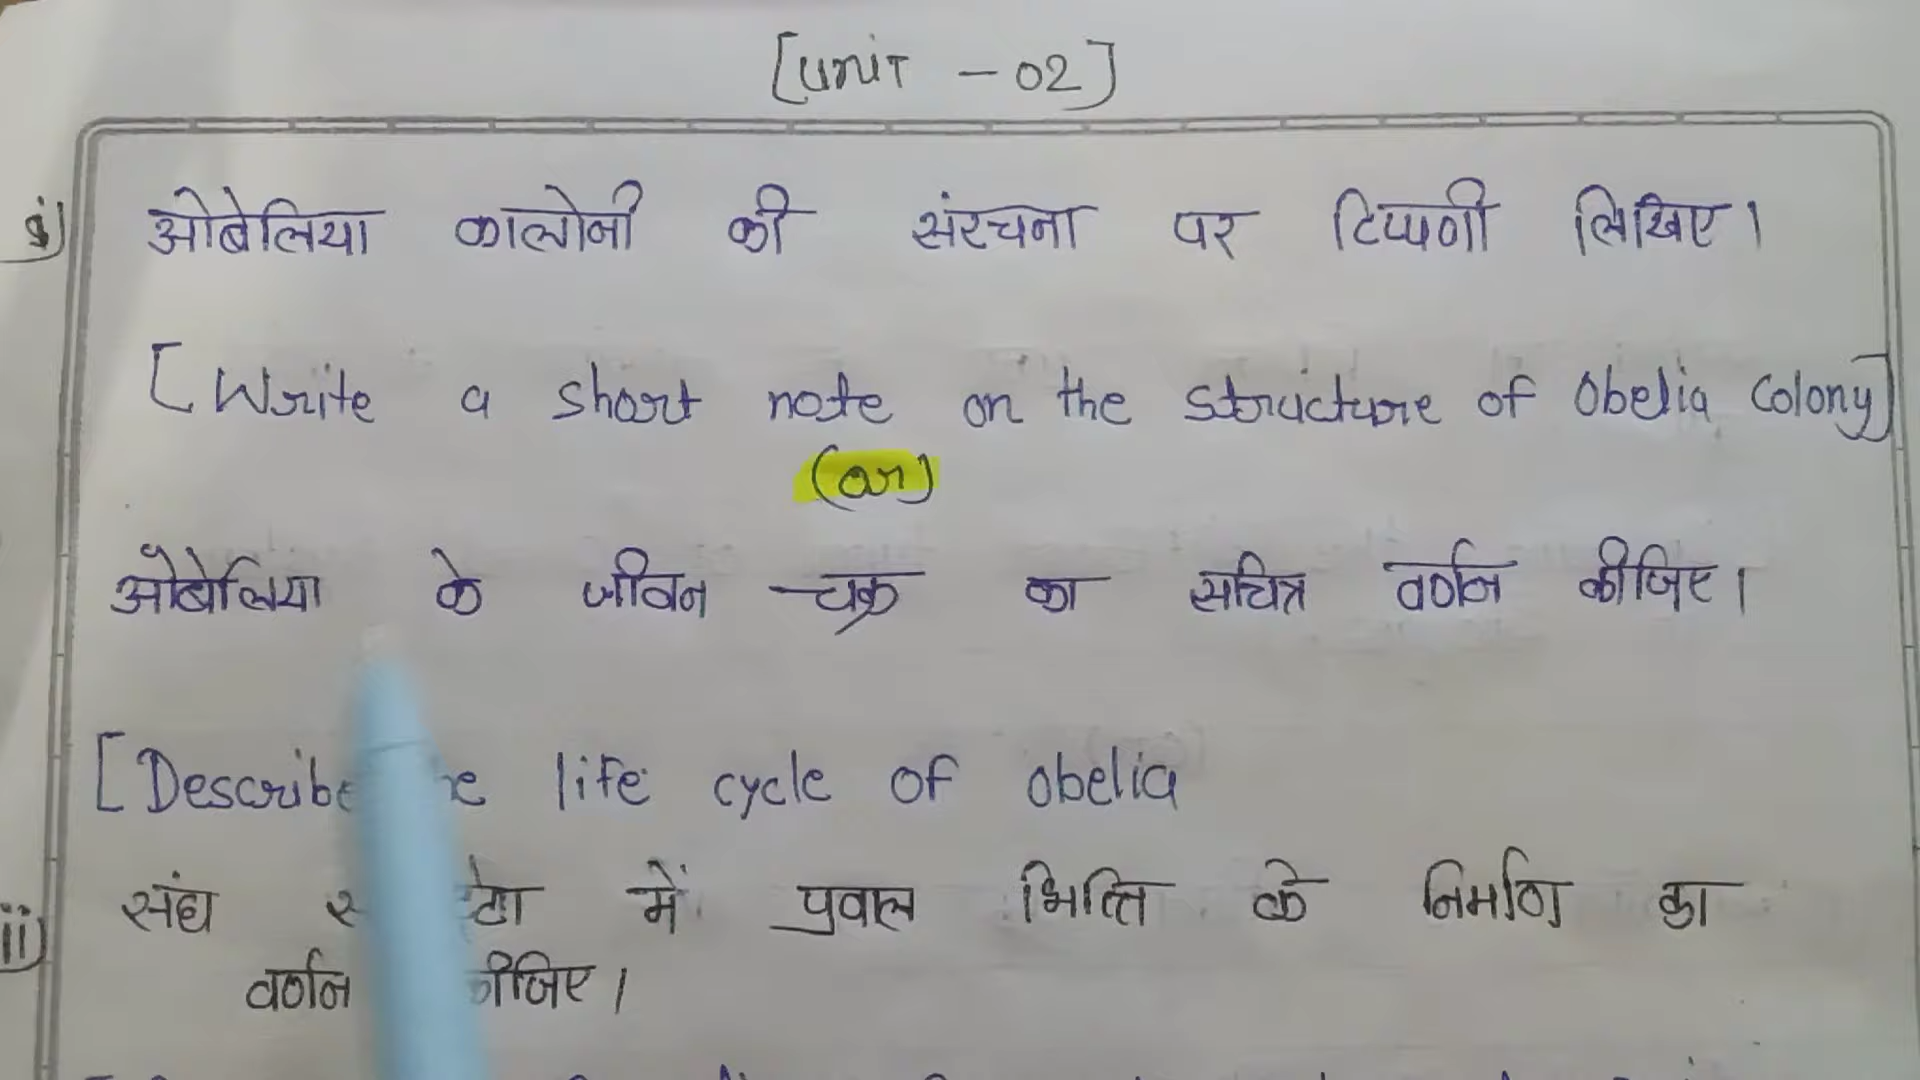 [Unit - 02]
i) ओबेलिया कालोनी की संरचना पर टिप्पणी लिखिए।
[Write a short note on the structure of Obelia Colony]
(or)
ओबेलिया के जीवन -चक्र का सचित्र वर्णन कीजिए।
[Describe life cycle of obelia
ii) संघ में प्रवाल भित्ति के निर्माण का
वर्णन कीजिए।